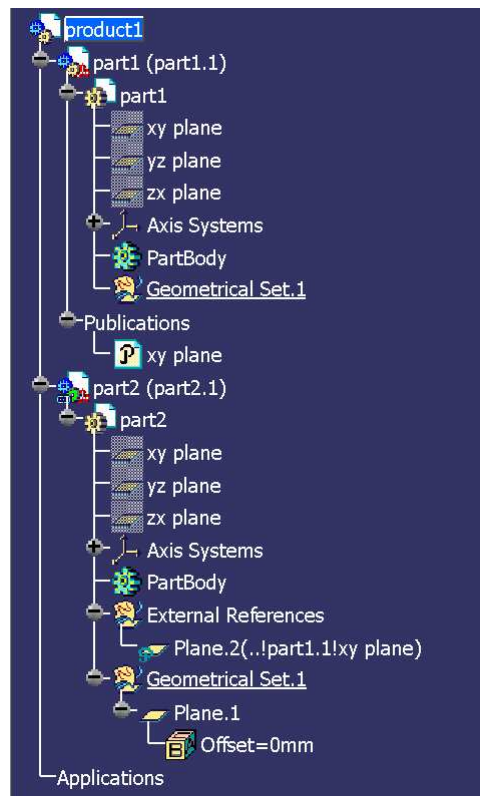 product1
part1 (part1.1)
part1
xy plane
yz plane
zx plane
Axis Systems
PartBody
Geometrical Set.1
Publications
P xy plane
part2 (part2.1)
part2
xy plane
yz plane
zx plane
Axis Systems
PartBody
External References
Plane.2(..!part1.1!xy plane)
Geometrical Set.1
Plane.1
Offset=0mm
Applications